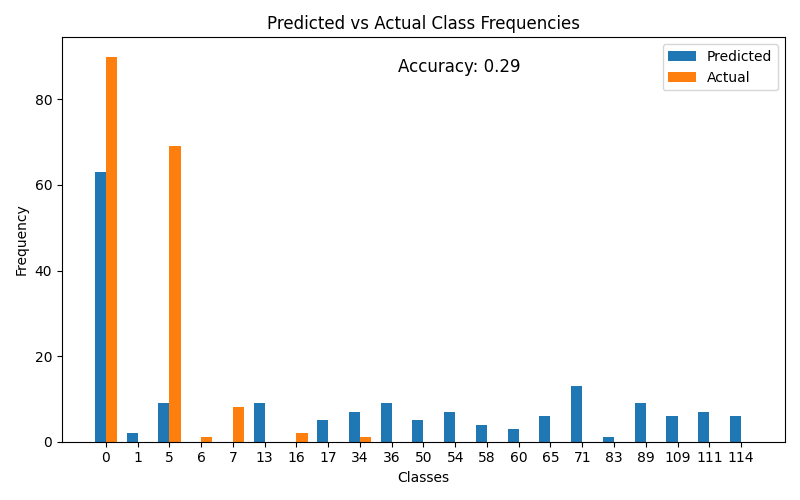 Predicted vs Actual Class Frequencies
Accuracy: 0.29
Predicted
Actual
Frequency
80
60
40
20
0
0 1 5 6 7 13 16 17 34 36 50 54 58 60 65 71 83 89 109 111 114
Classes